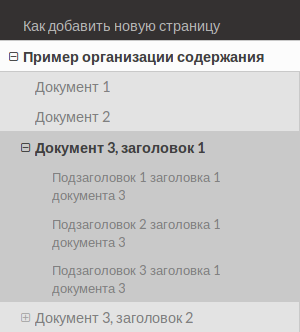 Как добавить новую страницу
Пример организации содержания
Документ 1
Документ 2
Документ 3, заголовок 1
Подзаголовок 1 заголовка 1
документа 3
Подзаголовок 2 заголовка 1
документа 3
Подзаголовок 3 заголовка 1
документа 3
Документ 3, заголовок 2